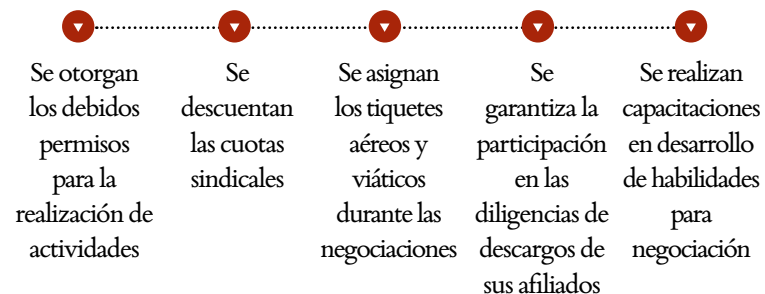 Se otorgan
los debidos
permisos
para la
realización de
actividades
Se
descuentan
las cuotas
sindicales
Se asignan
los tiquetes
aéreos y
viáticos
durante las
negociaciones
Se
garantiza la
participación
en las
diligencias de
descargos de
sus afiliados
Se realizan
capacitaciones
en desarrollo
de habilidades
para
negociación